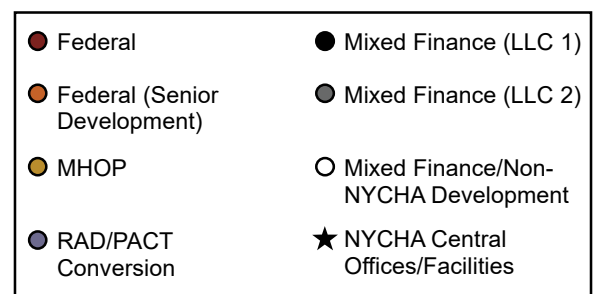 Federal
Federal (Senior
Development)
MHOP
RAD/PACT
Conversion
Mixed Finance (LLC 1)
Mixed Finance (LLC 2)
Mixed Finance/Non-
NYCHA Development
NYCHA Central
Offices/Facilities